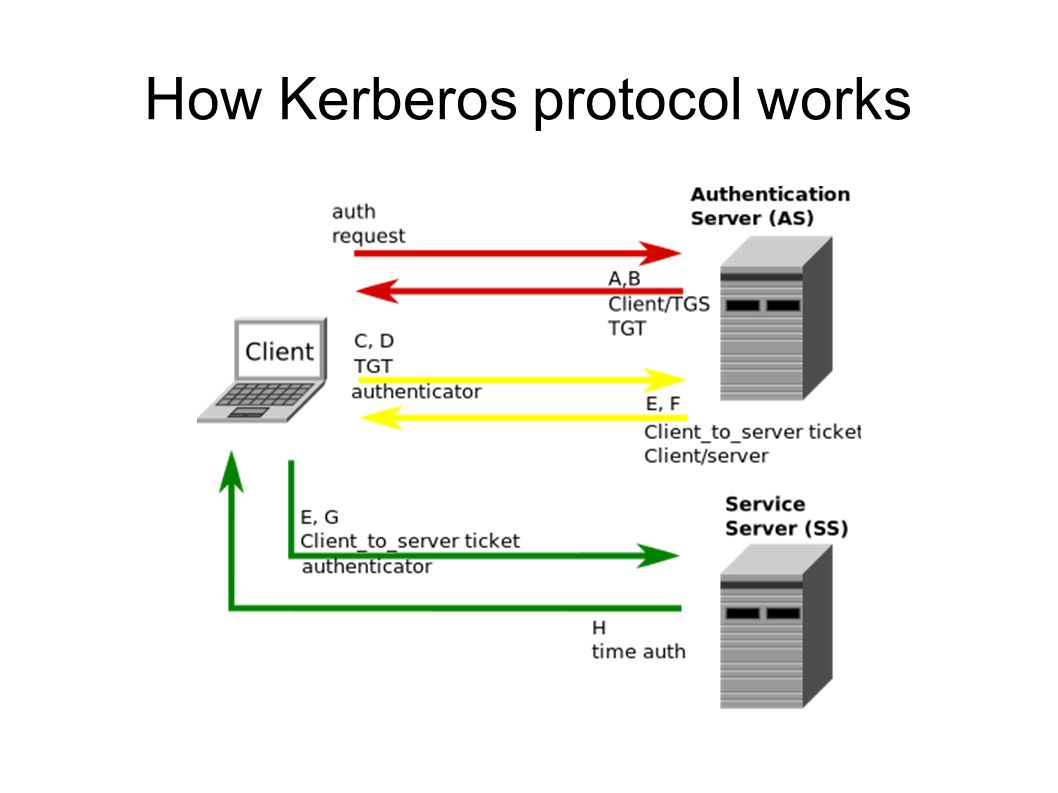 How Kerberos protocol works
Authentication
Server (AS)
auth
request
A,B
Client/TGS
TGT
Client
C, D
TGT
authenticator
E, F
Client_to_server ticket
Client/server
Service
Server (SS)
E, G
Client_to_server ticket
authenticator
H
time auth